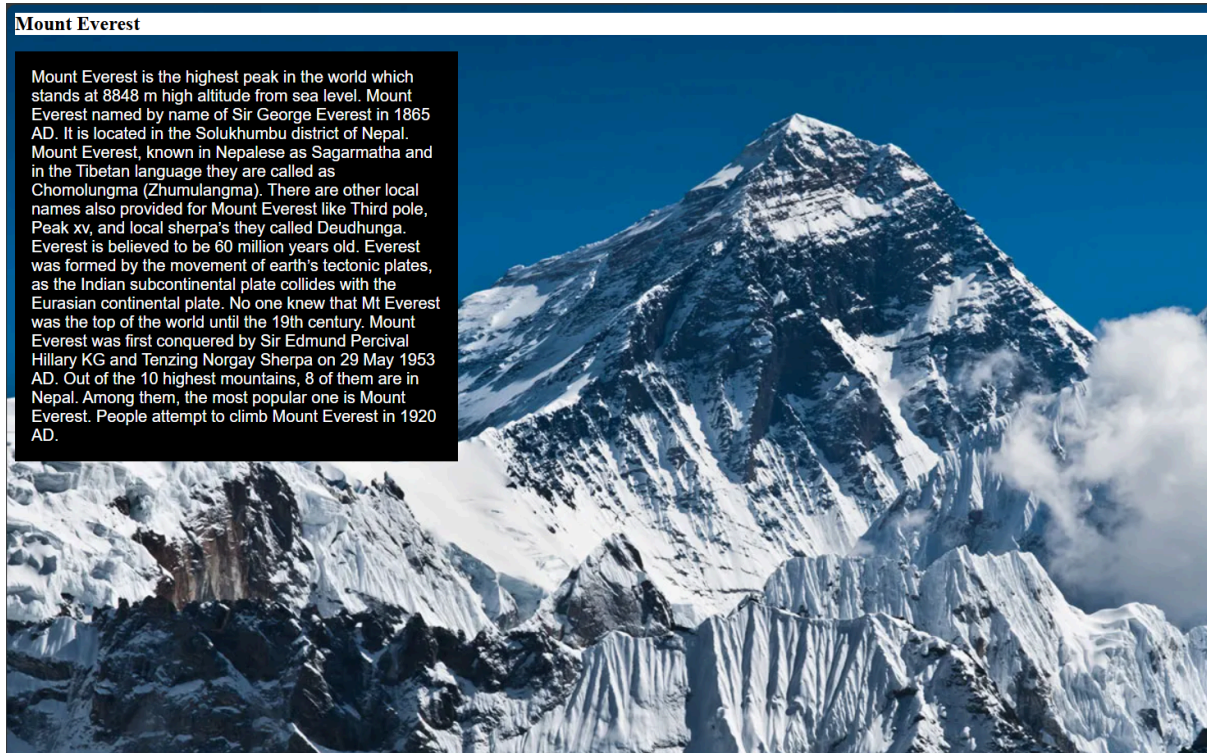 Mount Everest
Mount Everest is the highest peak in the world which
stands at 8848 m high altitude from sea level. Mount
Everest named by name of Sir George Everest in 1865
AD. It is located in the Solukhumbu district of Nepal.
Mount Everest, known in Nepalese as Sagarmatha and
in the Tibetan language they are called as
Chomolungma (Zhumulangma). There are other local
names also provided for Mount Everest like Third pole,
Peak xv, and local sherpa’s they called Deudhunga.
Everest is believed to be 60 million years old. Everest
was formed by the movement of earth’s tectonic plates,
as the Indian subcontinental plate collides with the
Eurasian continental plate. No one knew that Mt Everest
was the top of the world until the 19th century. Mount
Everest was first conquered by Sir Edmund Percival
Hillary KG and Tenzing Norgay Sherpa on 29 May 1953
AD. Out of the 10 highest mountains, 8 of them are in
Nepal. Among them, the most popular one is Mount
Everest. People attempt to climb Mount Everest in 1920
AD.